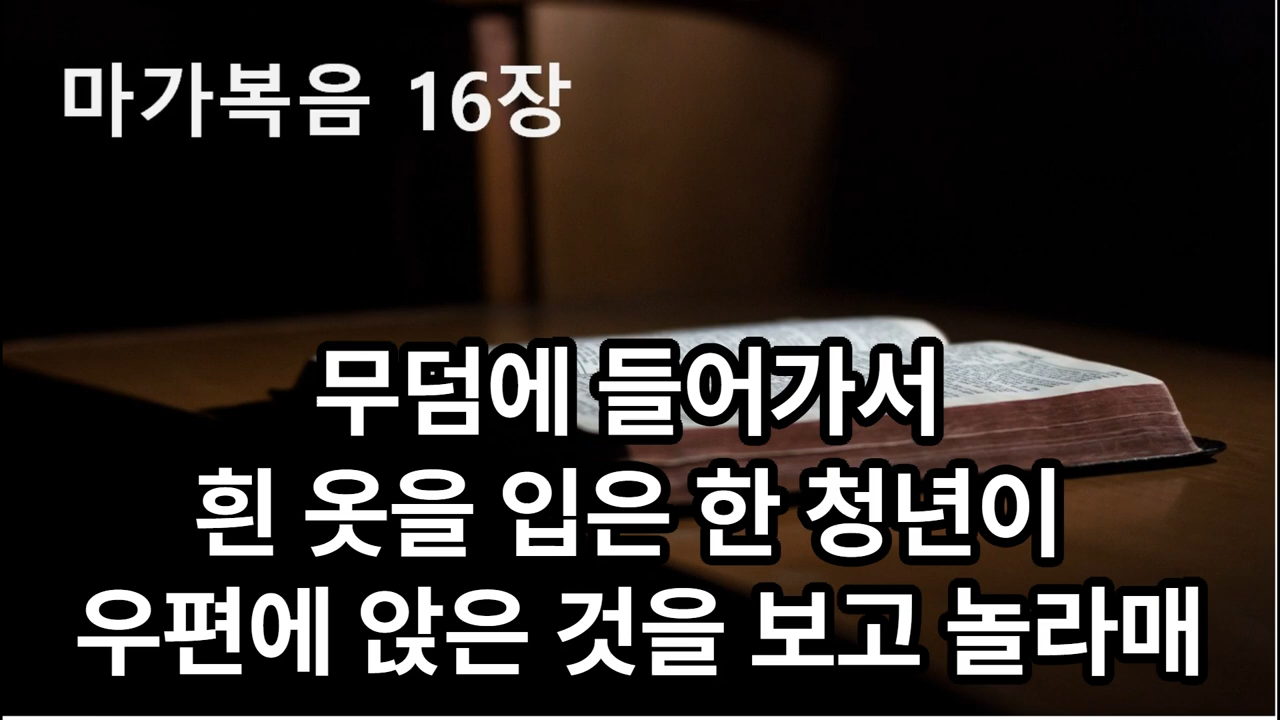 마가복음 16장
무덤에 들어가서
흰 옷을 입은 한 청년이
우편에 앉은 것을 보고 놀라매